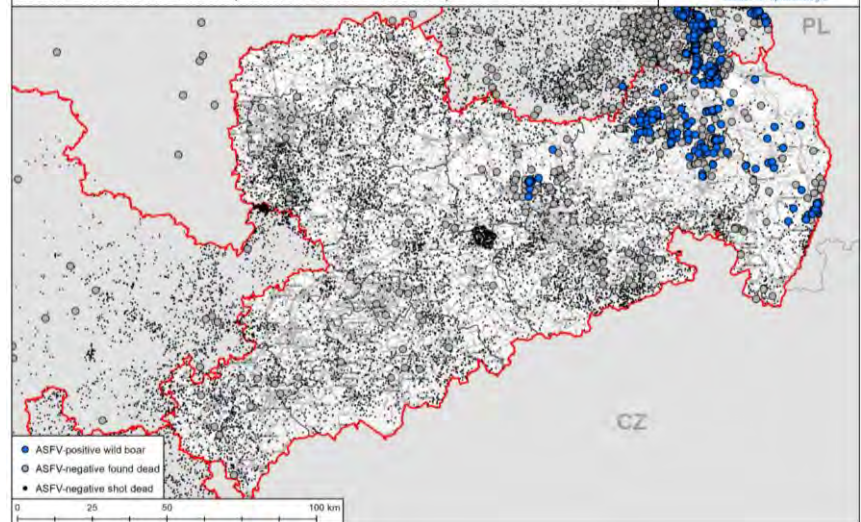 PL
CZ
ASFV-positive wild boar
ASFV-negative found dead
ASFV-negative shot dead
0 25 50 100 km